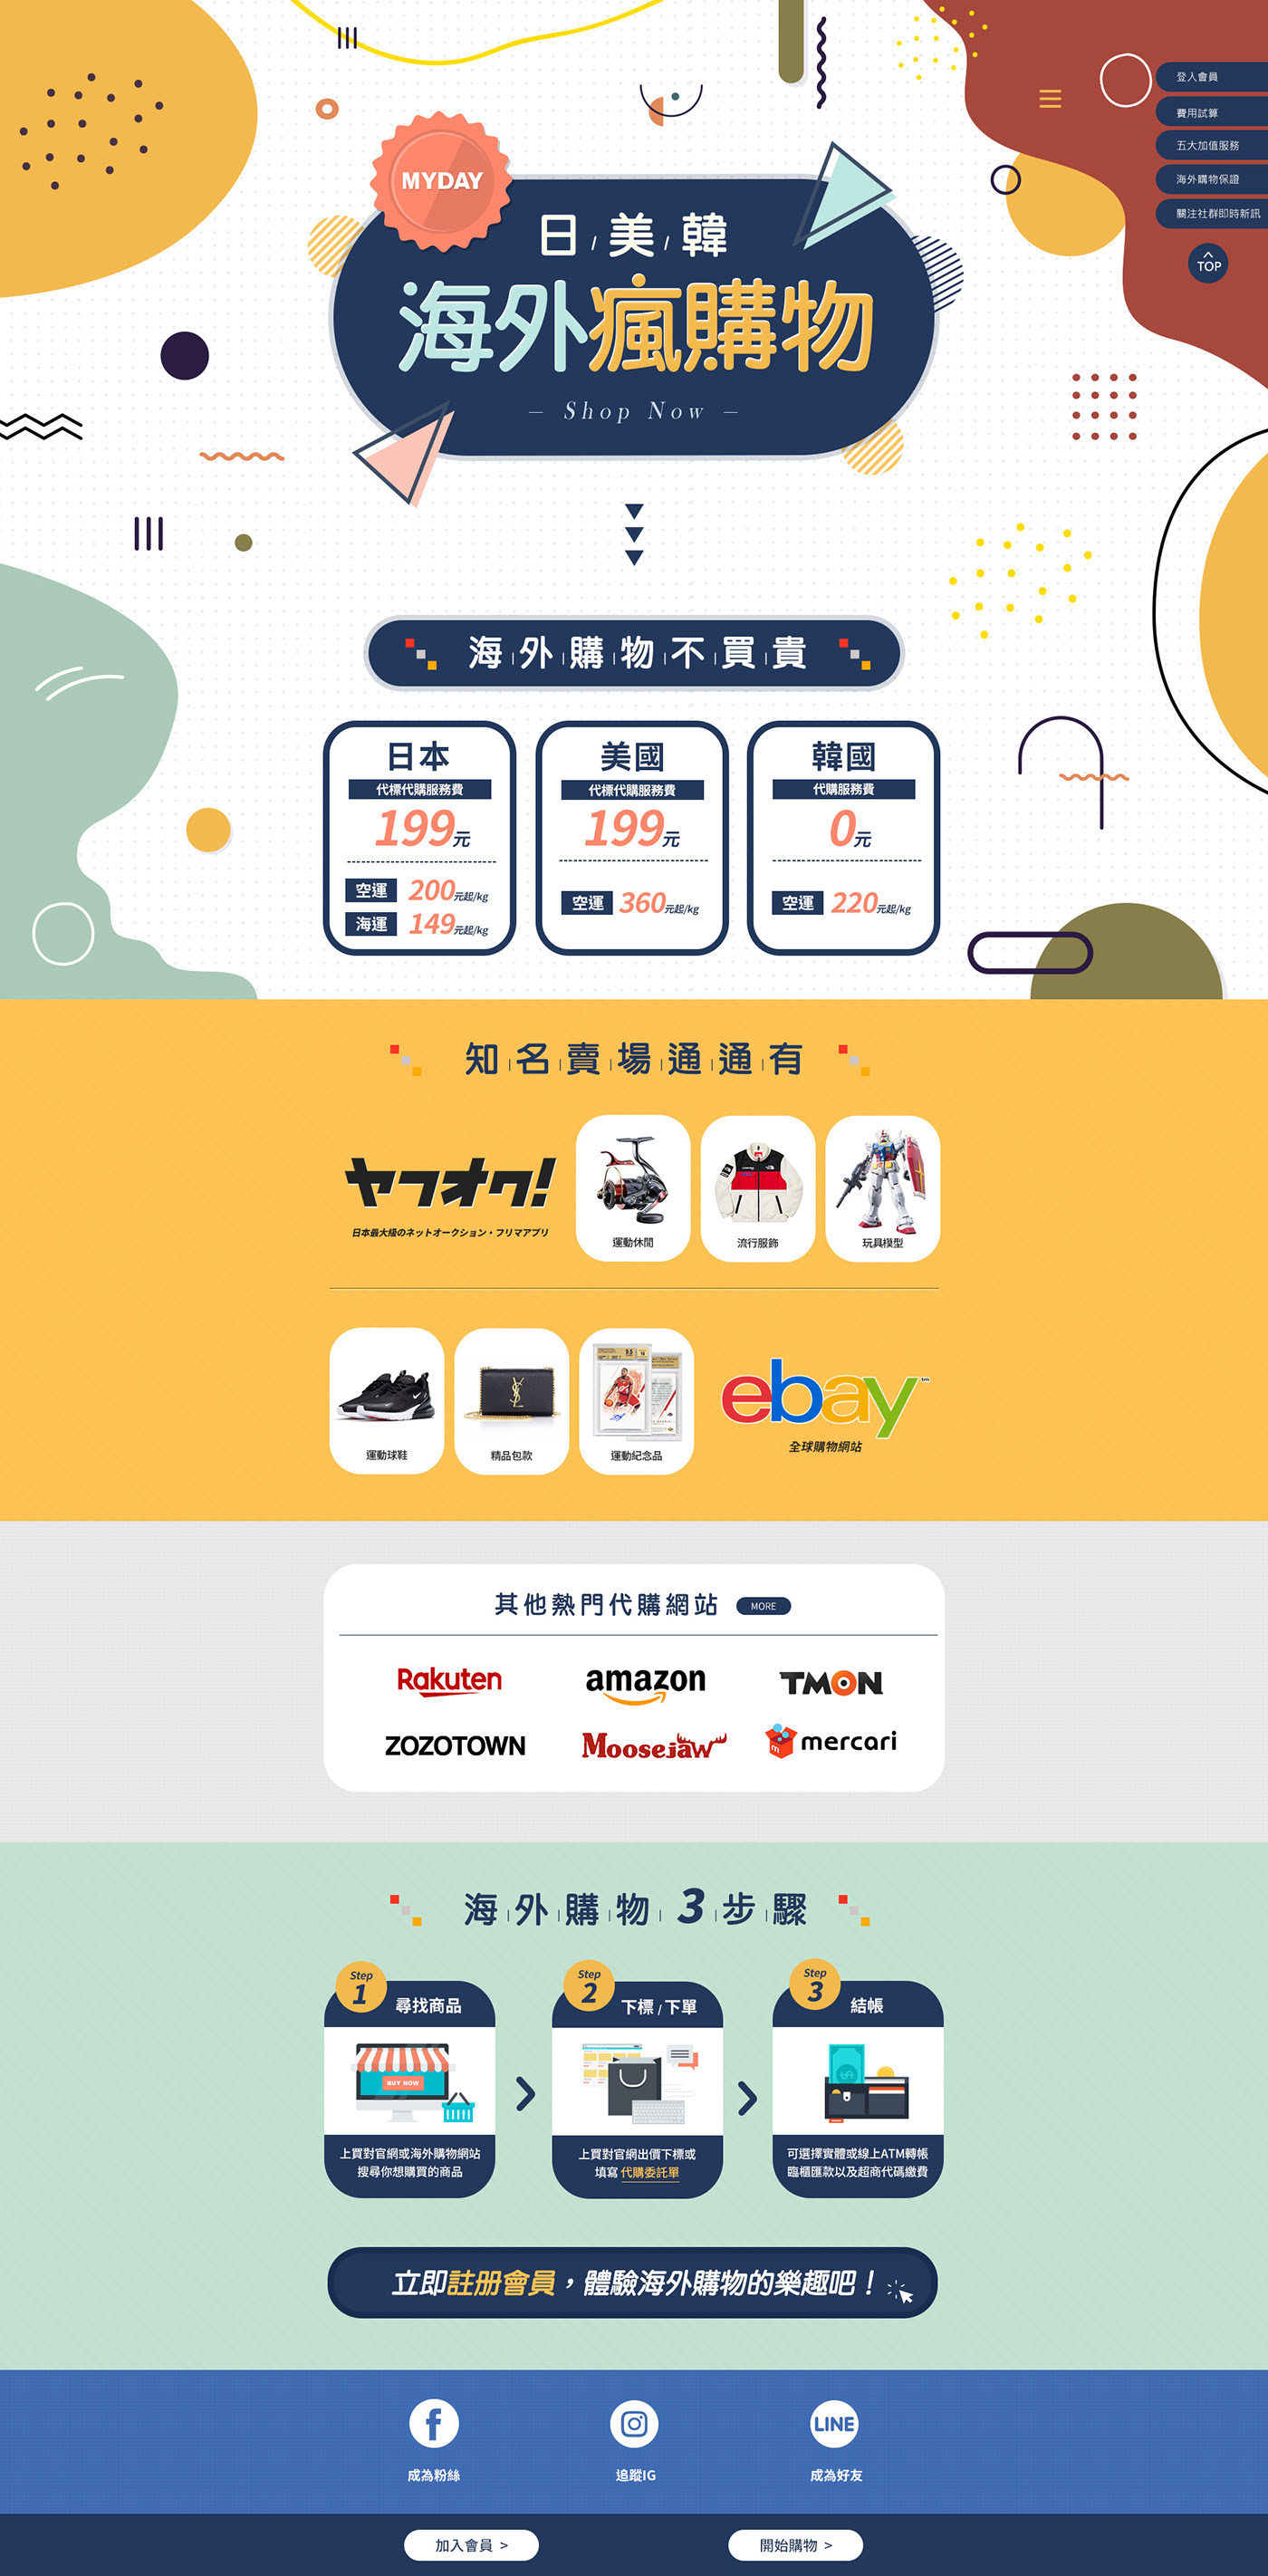 登入會員
費用試算
五大加值服務
海外購物保證
關注社群即時新訊
TOP
MYDAY
日/美/韓
海外瘋購物
– Shop Now –
海外購物不買貴
日本
代標代購服務費
199元
空運 200元起/kg
海運 149元起/kg
美國
代標代購服務費
199元
空運 360元起/kg
韓國
代購服務費
0元
空運 220元起/kg
知名賣場通通有
ヤフオク!
日本最大級のネットオークション・フリマアプリ
運動休閒
流行服飾
玩具模型
運動球鞋
精品包款
運動紀念品
ebay™
全球購物網站
其他熱門代購網站 MORE
Rakuten
amazon
TMON
ZOZOTOWN
Moosejaw
mercari
海外購物3步驟
Step 1
尋找商品
BUY NOW
上買對官網或海外購物網站
搜尋你想購買的商品
Step 2
下標/下單
上買對官網出價下標或
填寫 代購委託單
Step 3
結帳
可選擇實體或線上ATM轉帳
臨櫃匯款以及超商代碼繳費
立即註册會員,體驗海外購物的樂趣吧!
成為粉絲
追蹤IG
LINE
成為好友
加入會員 >
開始購物 >